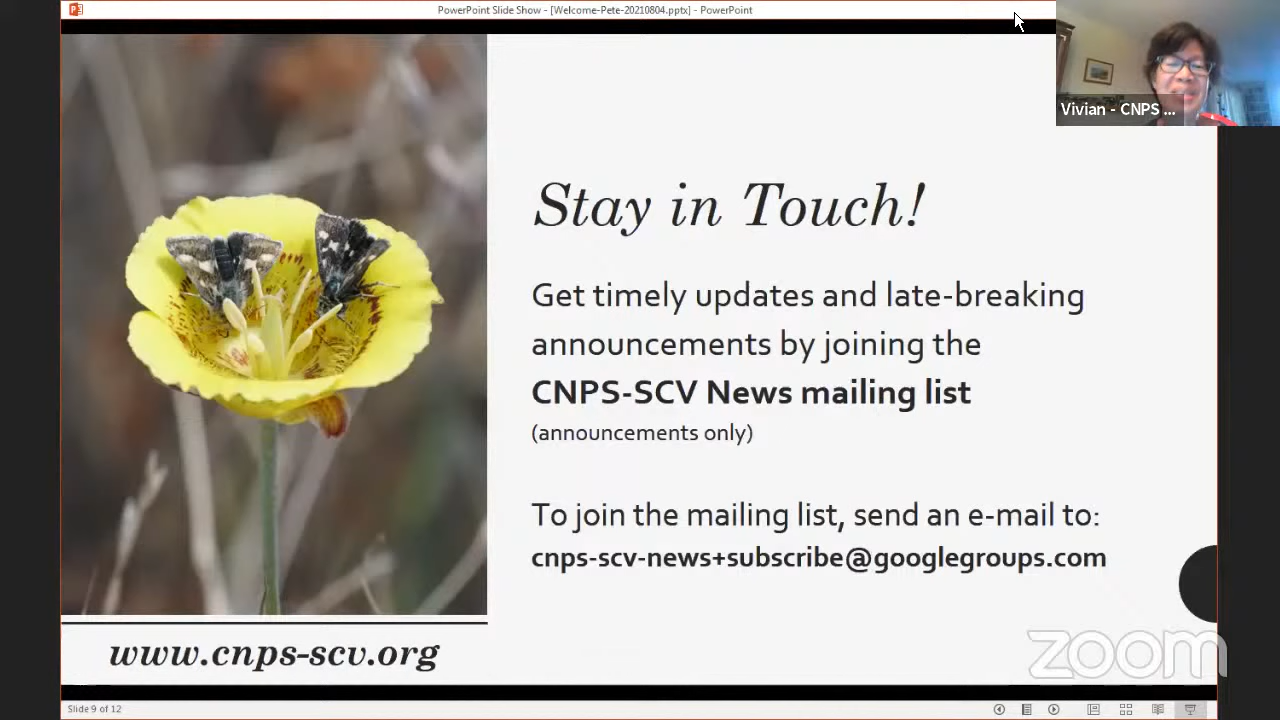 PowerPoint Slide Show - [Welcome-Pete-20210804.pptx] - PowerPoint
Vivian - CNPS ...
Stay in Touch!
Get timely updates and late-breaking
announcements by joining the
CNPS-SCV News mailing list
(announcements only)
To join the mailing list, send an e-mail to:
cnps-scv-news+subscribe@googlegroups.com
www.cnps-scv.org
zoom
Slide 9 of 12